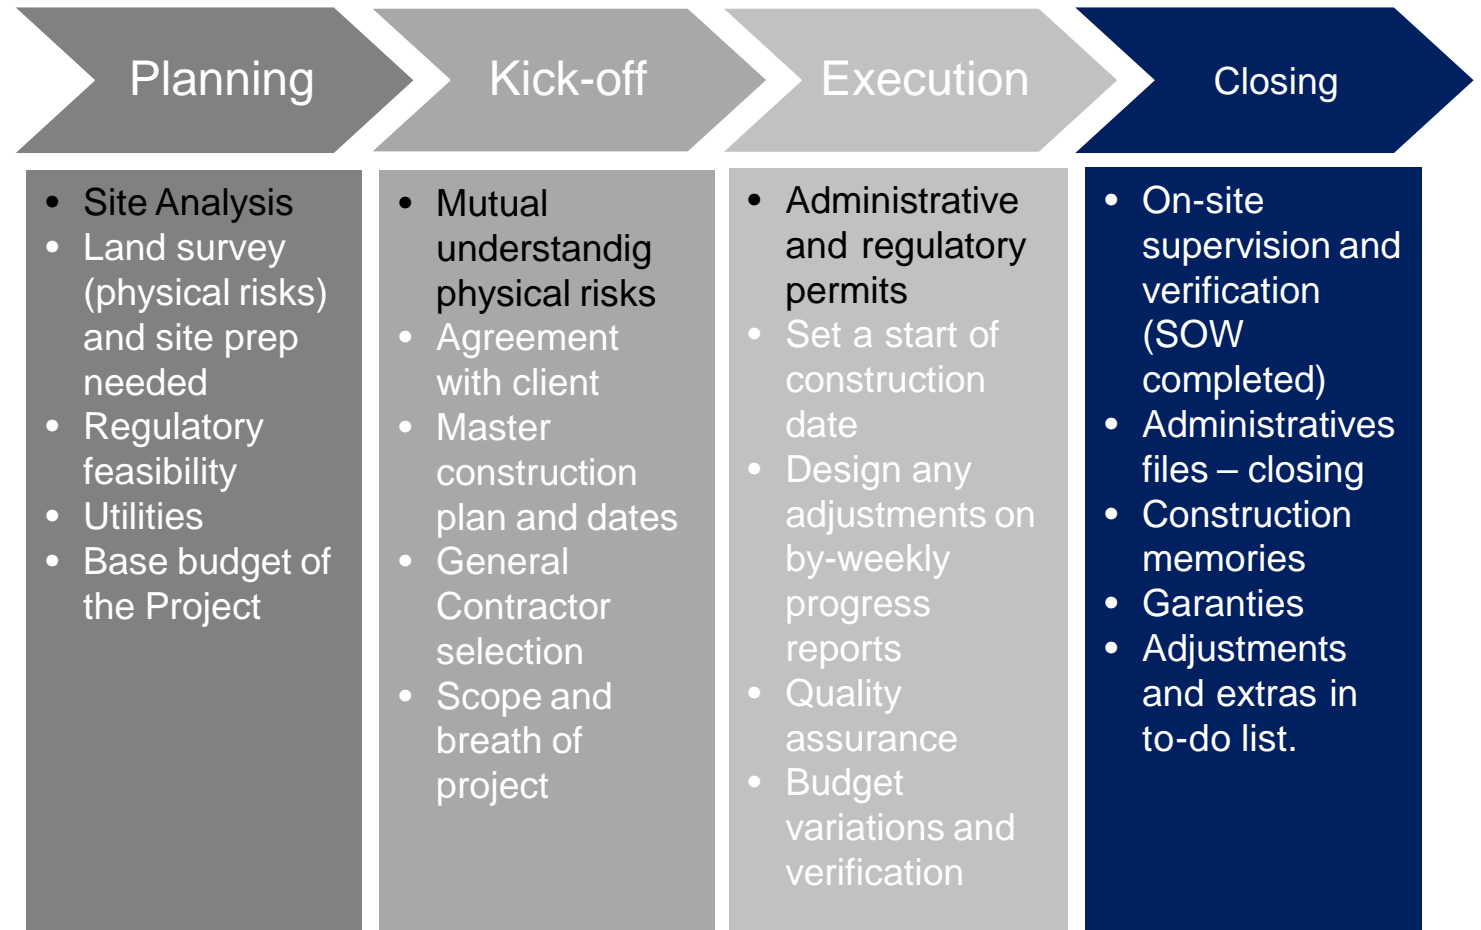 Planning
Kick-off
Execution
Closing
• Site Analysis
• Land survey
(physical risks)
and site prep
needed
• Regulatory
feasibility
• Utilities
• Base budget of
the Project
• Mutual
understandig
physical risks
• Agreement
with client
• Master
construction
plan and dates
• General
Contractor
selection
• Scope and
breath of
project
• Administrative
and regulatory
permits
• Set a start of
construction
date
• Design any
adjustments on
by-weekly
progress
reports
• Quality
assurance
• Budget
variations and
verification
• On-site
supervision and
verification
(SOW
completed)
• Administratives
files – closing
• Construction
memories
• Garanties
• Adjustments
and extras in
to-do list.